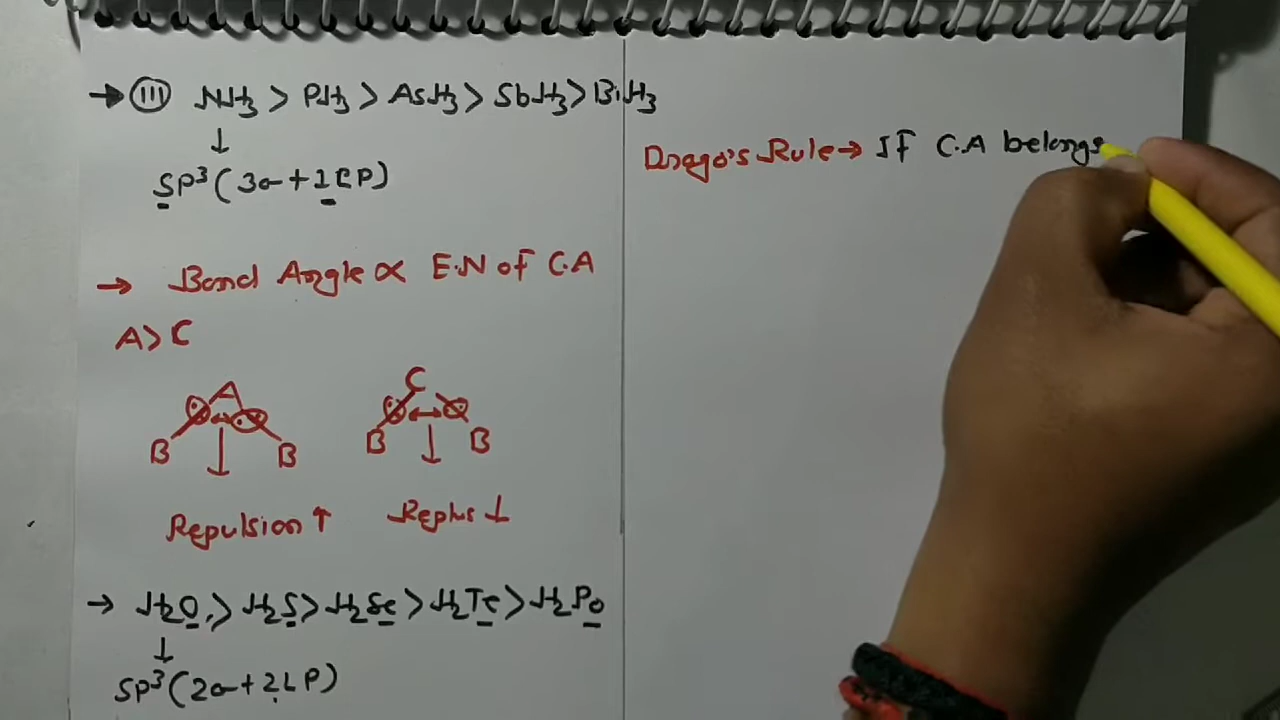 → (III) NH3 > PH3 > AsH3 > SbH3 > BiH3
↓
SP³ (3σ + 1LP)
→ Bond Angle ∝ E.N of C.A
A > C
A C
B B B B
Repulsion ↑ Replus ↓
→ H2O > H2S > H2Se > H2Te > H2Po
↓
SP³ (2σ + 2LP)
Drago's Rule → If C.A belongs